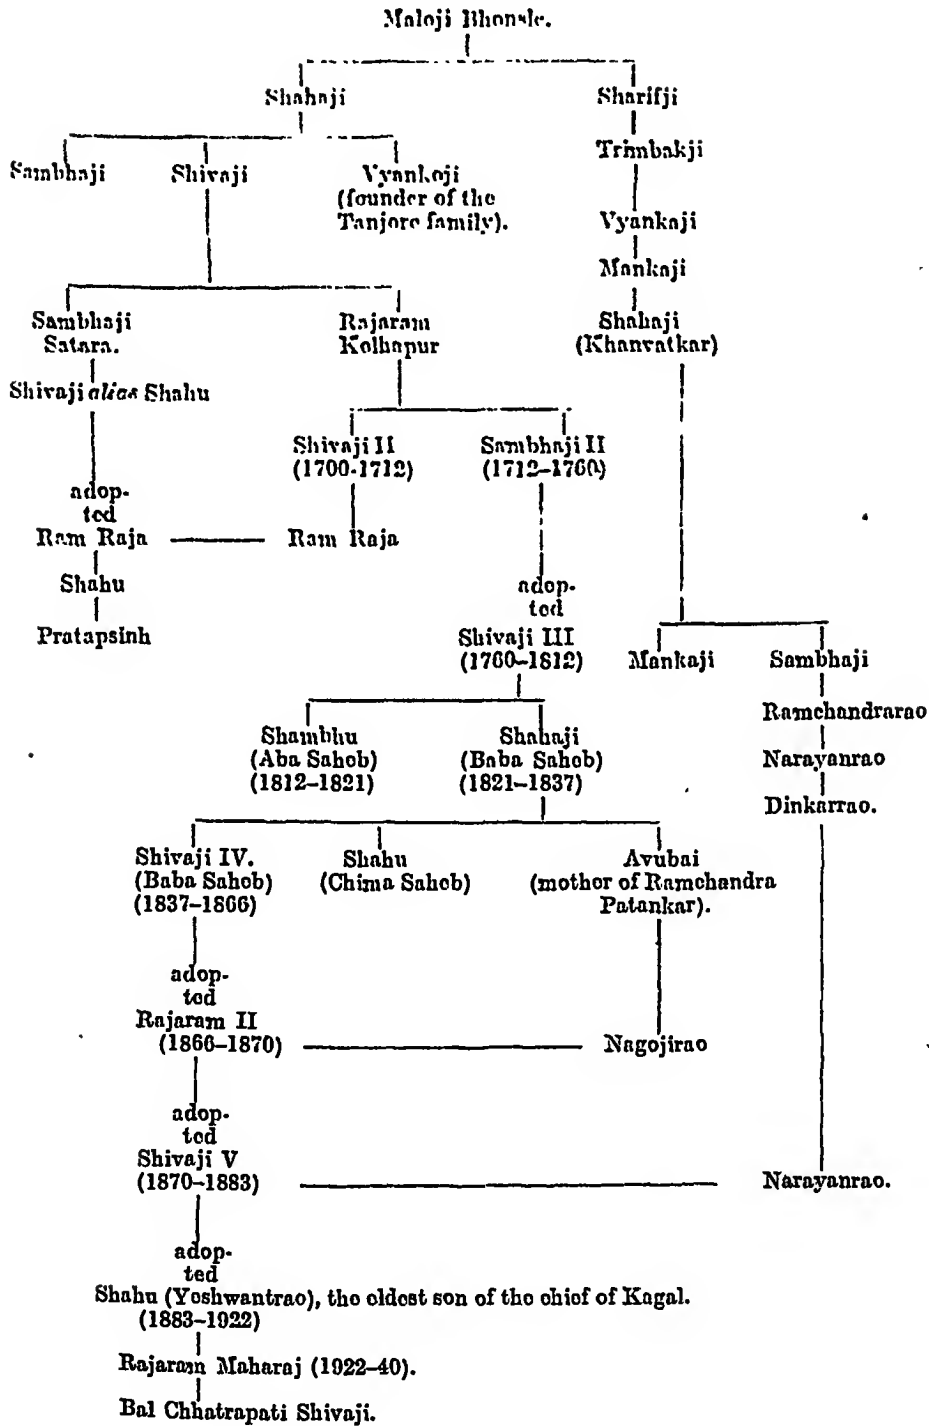 Maloji Bhonsle.
Shahaji Sharifji
Trimbakji
Sambhaji Shivaji Vyankoji
(founder of the
Tanjore family).
Vyankaji
Mankaji
Sambhaji Rajaram Shahaji
Satara. Kolhapur (Khanvatkar)
Shivaji alias Shahu
Shivaji II Sambhaji II
(1700-1712) (1712-1760)
adop-
ted
Ram Raja Ram Raja
Shahu
adop-
ted
Pratapsinh
Shivaji III
(1760-1812)
Mankaji Sambhaji
Ramchandrarao
Shambhu Shahaji
(Aba Saheb) (Baba Saheb)
(1812-1821) (1821-1837)
Narayanrao
Dinkarrao.
Shivaji IV. Shahu Avubai
(Baba Saheb) (Chima Saheb) (mother of Ramchandra
(1837-1866) Patankar).
adop-
ted
Rajaram II
(1866-1870) Nagojirao
adop-
ted
Shivaji V
(1870-1883) Narayanrao.
adop-
ted
Shahu (Yeshwantrao), the oldest son of the chief of Kagal.
(1883-1922)
Rajaram Maharaj (1922-40).
Bal Chhatrapati Shivaji.